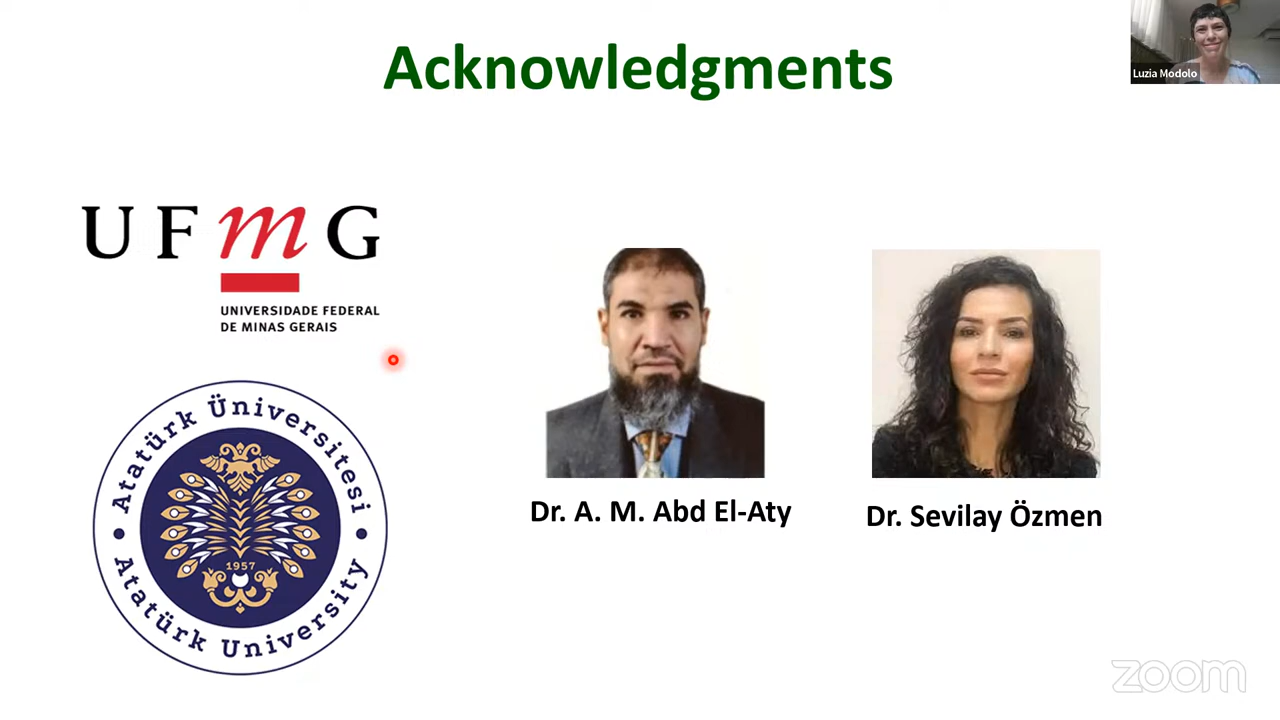 Acknowledgments
Luzia Modolo
UFmG
UNIVERSIDADE FEDERAL
DE MINAS GERAIS
Atatürk Üniversitesi
1957
Atatürk University
Dr. A. M. Abd El-Aty
Dr. Sevilay Özmen
zoom